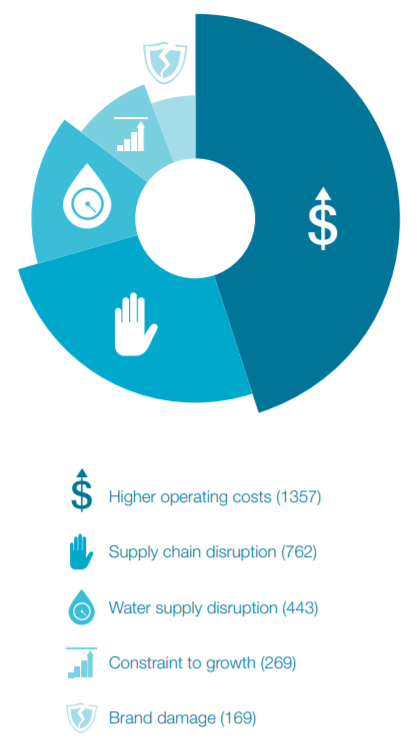 $
$ Higher operating costs (1357)
Supply chain disruption (762)
Water supply disruption (443)
Constraint to growth (269)
Brand damage (169)